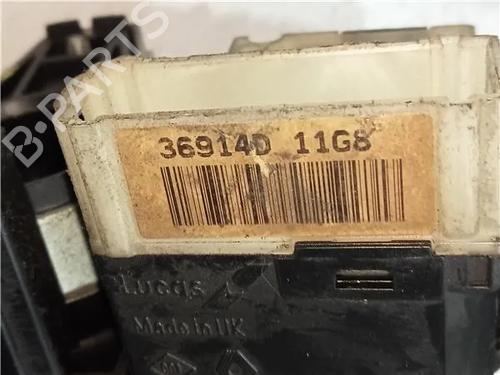 B-PARTS
36914D 11G8
Lucas
Made in UK